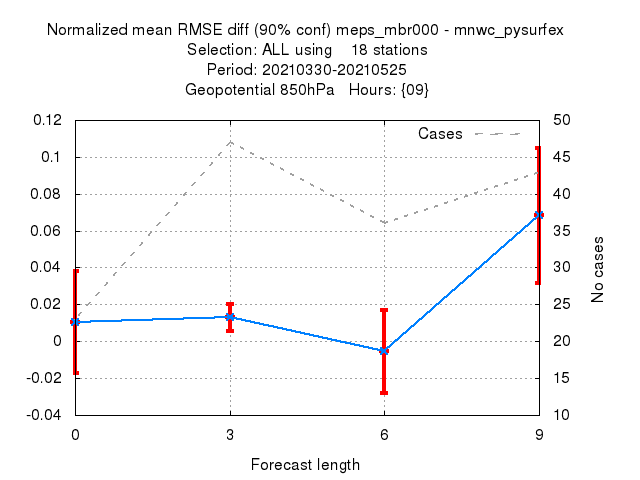 Normalized mean RMSE diff (90% conf) meps_mbr000 - mnwc_pysurfex
Selection: ALL using    18 stations
Period: 20210330-20210525
Geopotential 850hPa   Hours: {09}
Cases
0.12
0.1
0.08
0.06
0.04
0.02
0
-0.02
-0.04
50
45
40
35
30
25
20
15
10
No cases
0 3 6 9
Forecast length